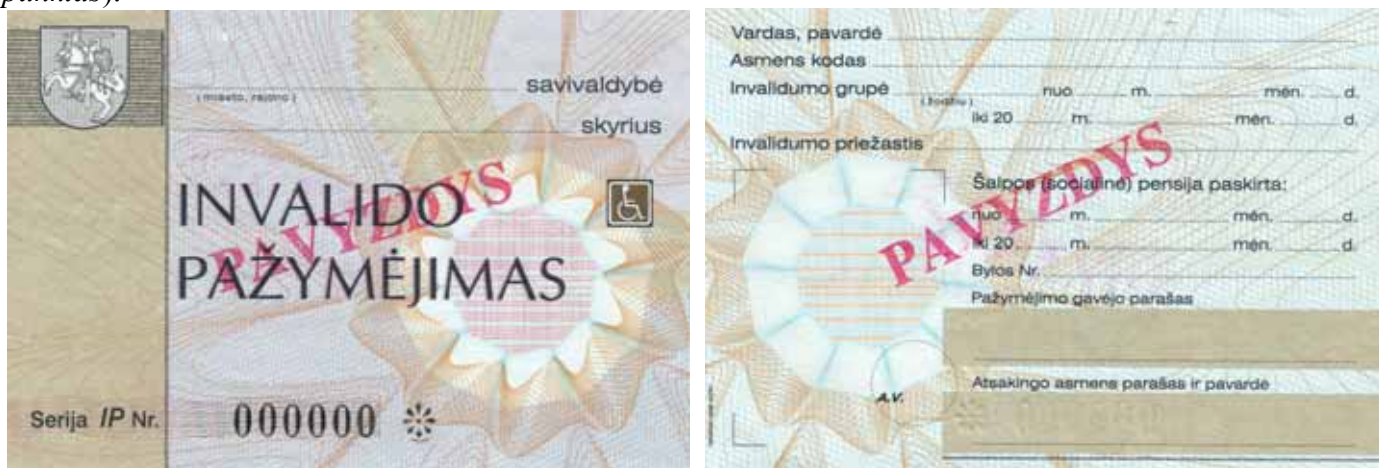 savivaldybė
( miesto, rajono )
skyrius
INVALIDO
PAŽYMĖJIMAS
PAVYZDYS
Serija IP Nr.
000000
Vardas, pavardė
Asmens kodas
Invalidumo grupė nuo m. mėn. d.
( žodžiu )
iki 20 m. mėn. d.
Invalidumo priežastis
PAVYZDYS
Šalpos (socialinė) pensija paskirta:
nuo m. mėn. d.
iki 20 m. mėn. d.
Bylos Nr.
Pažymėjimo gavėjo parašas
Atsakingo asmens parašas ir pavardė
A.V.